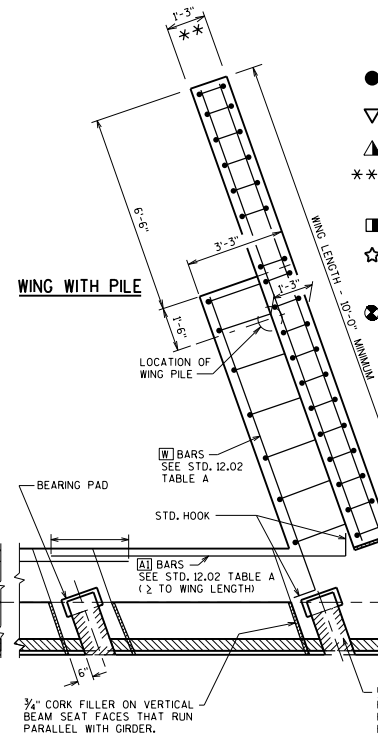 1'-3"
**
6'-6"
3'-3"
WING LENGTH - 10'-0" MINIMUM
**
WING WITH PILE
1'-3"
1'-6"
LOCATION OF
WING PILE
W BARS
SEE STD. 12.02
TABLE A
BEARING PAD
STD. HOOK
A1 BARS
SEE STD. 12.02 TABLE A
(≥ TO WING LENGTH)
6"
¾" CORK FILLER ON VERTICAL
BEAM SEAT FACES THAT RUN
PARALLEL WITH GIRDER.